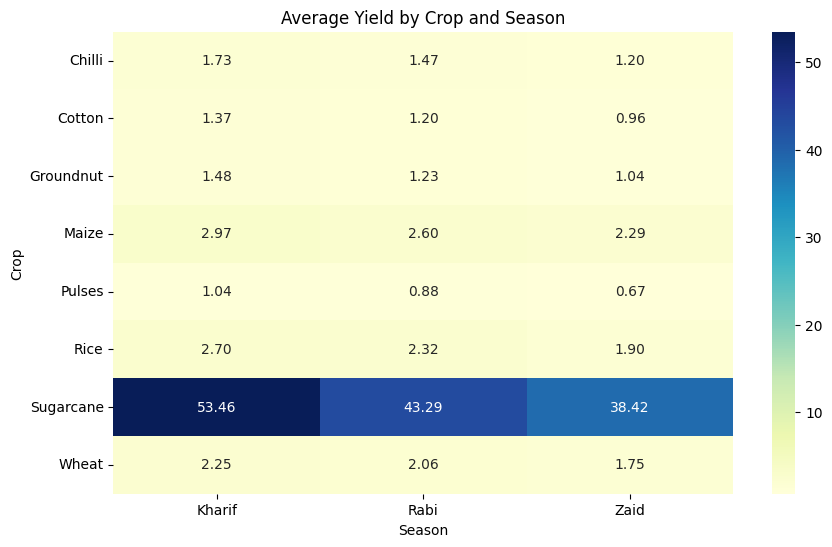 Average Yield by Crop and Season
Crop
Chilli 1.73 1.47 1.20
Cotton 1.37 1.20 0.96
Groundnut 1.48 1.23 1.04
Maize 2.97 2.60 2.29
Pulses 1.04 0.88 0.67
Rice 2.70 2.32 1.90
Sugarcane 53.46 43.29 38.42
Wheat 2.25 2.06 1.75
Kharif Rabi Zaid
Season
50
40
30
20
10